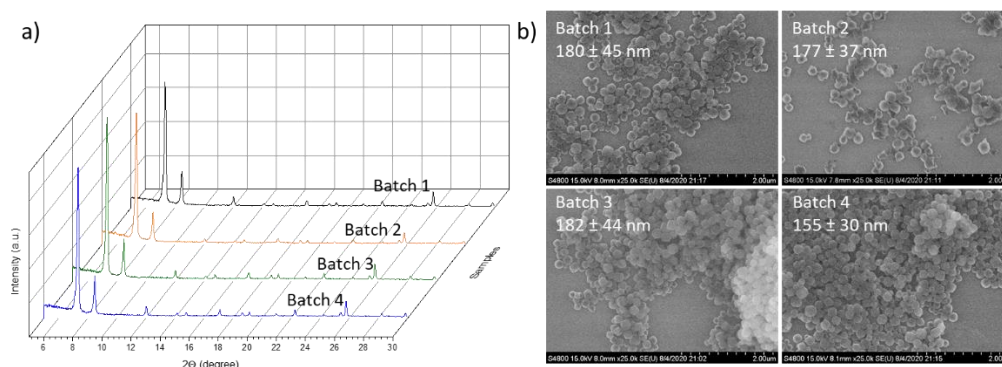 a)
Intensity (a.u.)
Batch 1
Batch 2
Batch 3
Batch 4
Samples
6 8 10 12 14 16 18 20 22 24 26 28 30
2Θ (degree)
b)
Batch 1
180 ± 45 nm
S4800 15.0kV 8.0mm x25.0k SE(U) 8/4/2020 21:17 2.00um
Batch 2
177 ± 37 nm
S4800 15.0kV 7.8mm x25.0k SE(U) 8/4/2020 21:11 2.00um
Batch 3
182 ± 44 nm
S4800 15.0kV 8.0mm x25.0k SE(U) 8/4/2020 21:02 2.00um
Batch 4
155 ± 30 nm
S4800 15.0kV 8.1mm x25.0k SE(U) 8/4/2020 21:15 2.00um